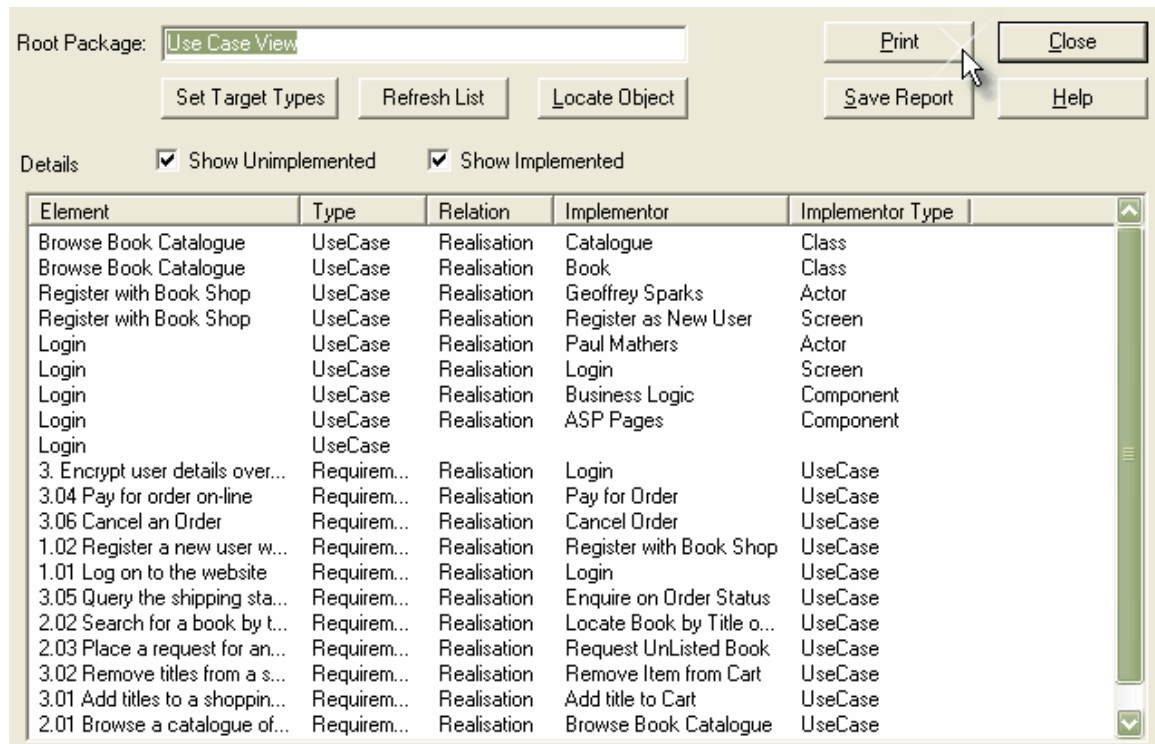 Root Package: Use Case View Print Close
Set Target Types Refresh List Locate Object Save Report Help
Details Show Unimplemented Show Implemented
Element Type Relation Implementor Implementor Type
Browse Book Catalogue UseCase Realisation Catalogue Class
Browse Book Catalogue UseCase Realisation Book Class
Register with Book Shop UseCase Realisation Geoffrey Sparks Actor
Register with Book Shop UseCase Realisation Register as New User Screen
Login UseCase Realisation Paul Mathers Actor
Login UseCase Realisation Login Screen
Login UseCase Realisation Business Logic Component
Login UseCase Realisation ASP Pages Component
Login UseCase
3. Encrypt user details over... Requirem... Realisation Login UseCase
3.04 Pay for order on-line Requirem... Realisation Pay for Order UseCase
3.06 Cancel an Order Requirem... Realisation Cancel Order UseCase
1.02 Register a new user w... Requirem... Realisation Register with Book Shop UseCase
1.01 Log on to the website Requirem... Realisation Login UseCase
3.05 Query the shipping sta... Requirem... Realisation Enquire on Order Status UseCase
2.02 Search for a book by t... Requirem... Realisation Locate Book by Title o... UseCase
2.03 Place a request for an... Requirem... Realisation Request UnListed Book UseCase
3.02 Remove titles from a s... Requirem... Realisation Remove Item from Cart UseCase
3.01 Add titles to a shoppin... Requirem... Realisation Add title to Cart UseCase
2.01 Browse a catalogue of... Requirem... Realisation Browse Book Catalogue UseCase